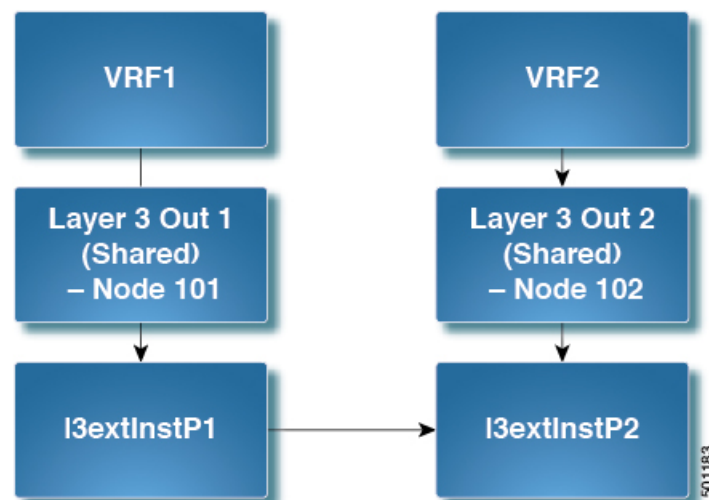 VRF1
VRF2
Layer 3 Out 1
(Shared)
– Node 101
Layer 3 Out 2
(Shared)
– Node 102
l3extInstP1
l3extInstP2
501183